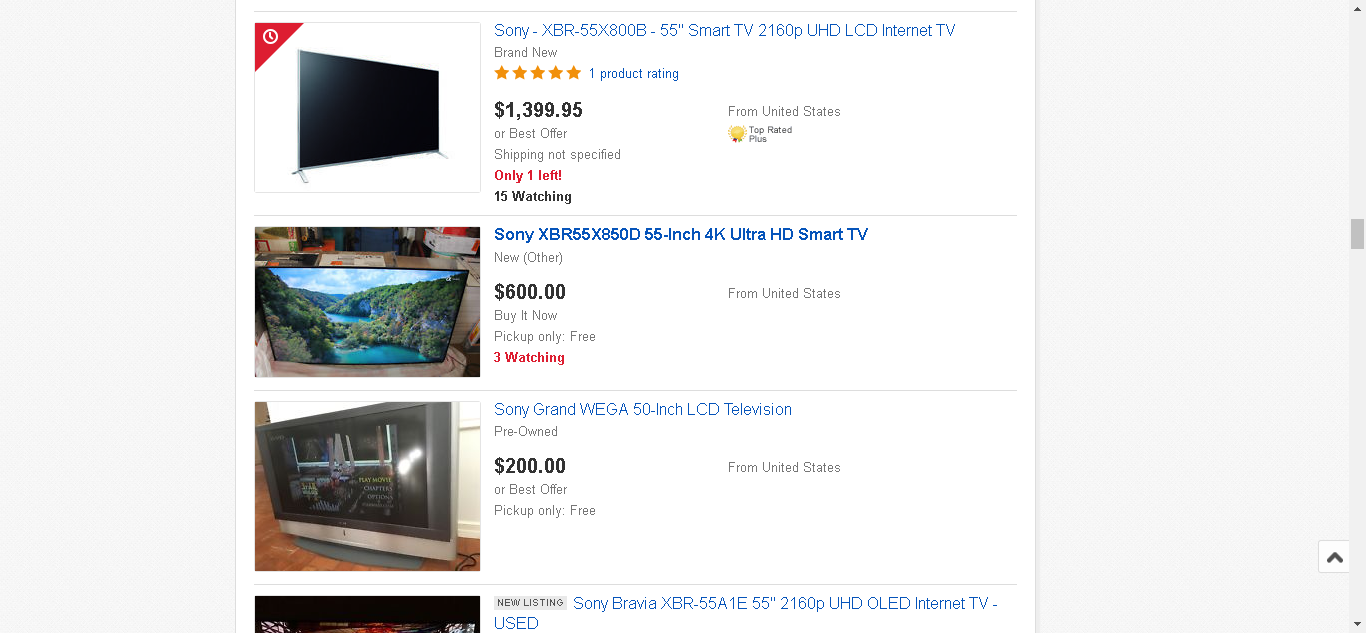 Sony - XBR-55X800B - 55" Smart TV 2160p UHD LCD Internet TV
Brand New
1 product rating
$1,399.95
From United States
or Best Offer
Top Rated
Plus
Shipping not specified
Only 1 left!
15 Watching
Sony XBR55X850D 55-Inch 4K Ultra HD Smart TV
New (Other)
$600.00
From United States
Buy It Now
Pickup only: Free
3 Watching
Sony Grand WEGA 50-Inch LCD Television
Pre-Owned
$200.00
From United States
or Best Offer
Pickup only: Free
PLAY MOVIE
CHAPTERS
OPTIONS
NEW LISTING Sony Bravia XBR-55A1E 55" 2160p UHD OLED Internet TV -
USED